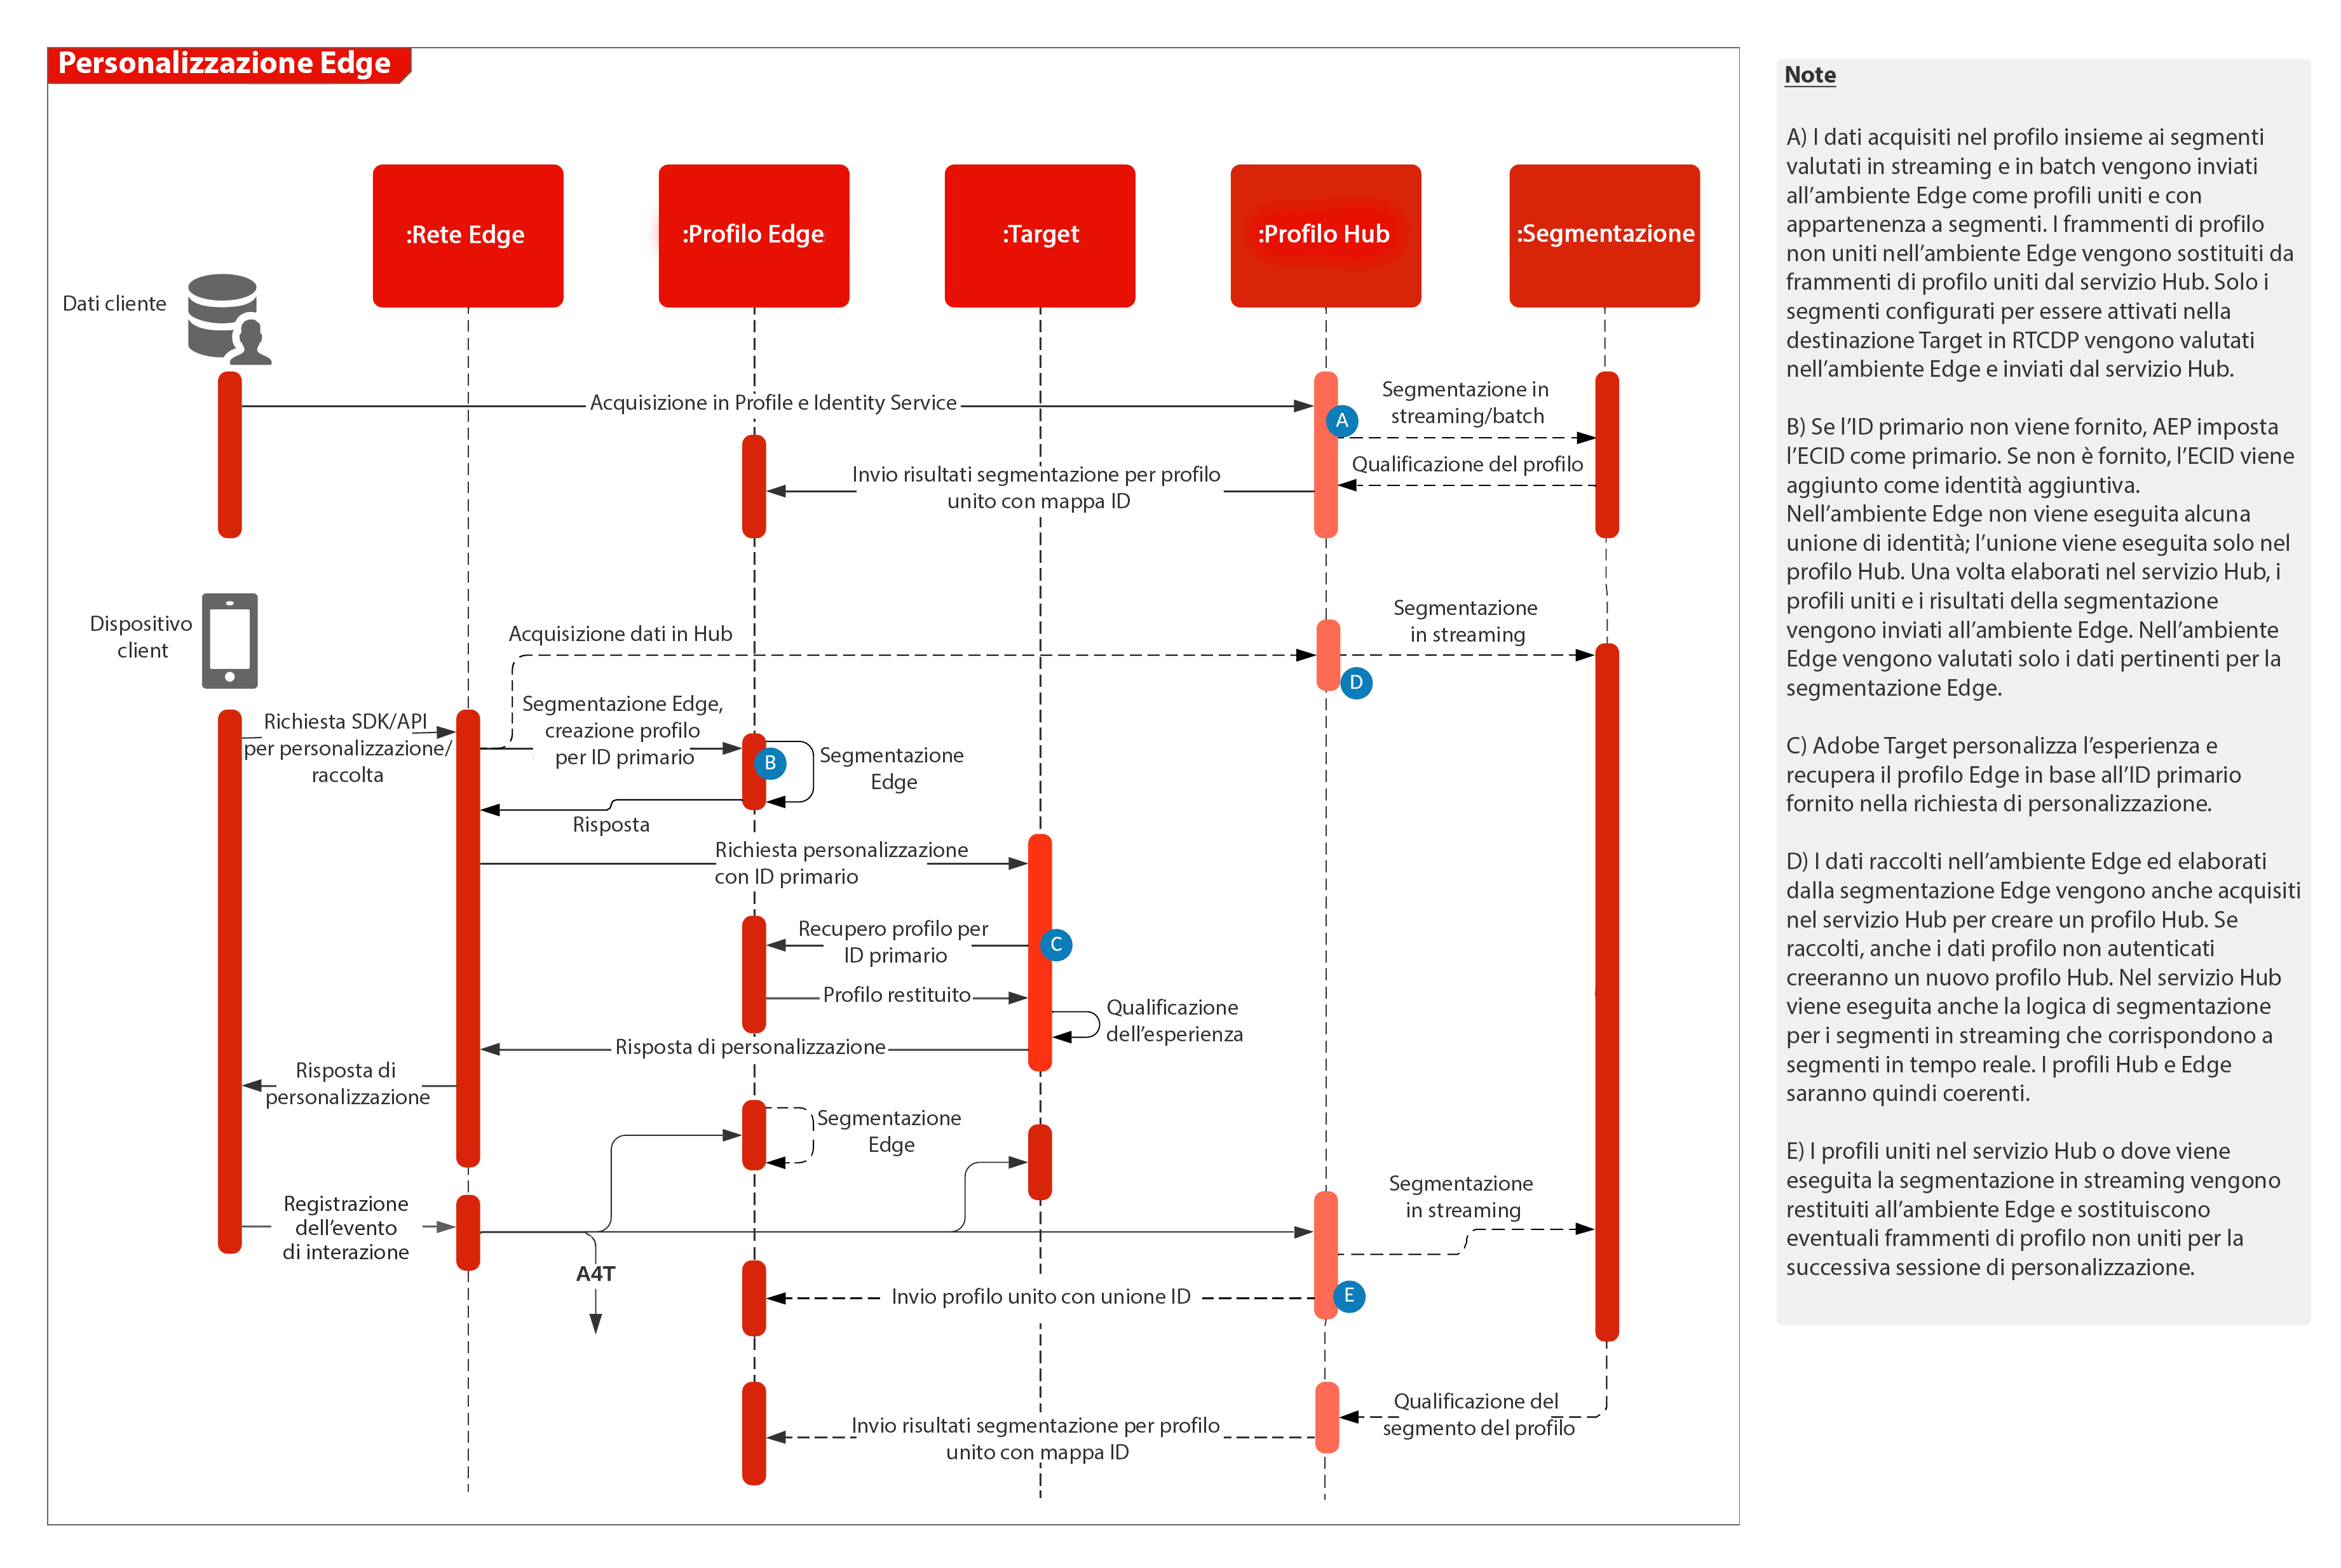 Personalizzazione Edge
:Rete Edge
:Profilo Edge
:Target
:Profilo Hub
:Segmentazione
Dati cliente
Acquisizione in Profile e Identity Service
Segmentazione in
streaming/batch
A
Qualificazione del profilo
Invio risultati segmentazione per profilo
unito con mappa ID
Dispositivo
client
Acquisizione dati in Hub
Segmentazione
in streaming
D
Richiesta SDK/API
per personalizzazione/
raccolta
Segmentazione Edge,
creazione profilo
per ID primario
B
Segmentazione
Edge
Risposta
Richiesta personalizzazione
con ID primario
Recupero profilo per
ID primario
C
Profilo restituito
Qualificazione
dell’esperienza
Risposta di personalizzazione
Risposta di
personalizzazione
Segmentazione
Edge
Registrazione
dell’evento
di interazione
Segmentazione
in streaming
A4T
Invio profilo unito con unione ID
E
Qualificazione del
segmento del profilo
Invio risultati segmentazione per profilo
unito con mappa ID
Note
A) I dati acquisiti nel profilo insieme ai segmenti
valutati in streaming e in batch vengono inviati
all’ambiente Edge come profili uniti e con
appartenenza a segmenti. I frammenti di profilo
non uniti nell’ambiente Edge vengono sostituiti da
frammenti di profilo uniti dal servizio Hub. Solo i
segmenti configurati per essere attivati nella
destinazione Target in RTCDP vengono valutati
nell’ambiente Edge e inviati dal servizio Hub.
B) Se l’ID primario non viene fornito, AEP imposta
l’ECID come primario. Se non è fornito, l’ECID viene
aggiunto come identità aggiuntiva.
Nell’ambiente Edge non viene eseguita alcuna
unione di identità; l’unione viene eseguita solo nel
profilo Hub. Una volta elaborati nel servizio Hub, i
profili uniti e i risultati della segmentazione
vengono inviati all’ambiente Edge. Nell’ambiente
Edge vengono valutati solo i dati pertinenti per la
segmentazione Edge.
C) Adobe Target personalizza l’esperienza e
recupera il profilo Edge in base all’ID primario
fornito nella richiesta di personalizzazione.
D) I dati raccolti nell’ambiente Edge ed elaborati
dalla segmentazione Edge vengono anche acquisiti
nel servizio Hub per creare un profilo Hub. Se
raccolti, anche i dati profilo non autenticati
creeranno un nuovo profilo Hub. Nel servizio Hub
viene eseguita anche la logica di segmentazione
per i segmenti in streaming che corrispondono a
segmenti in tempo reale. I profili Hub e Edge
saranno quindi coerenti.
E) I profili uniti nel servizio Hub o dove viene
eseguita la segmentazione in streaming vengono
restituiti all’ambiente Edge e sostituiscono
eventuali frammenti di profilo non uniti per la
successiva sessione di personalizzazione.